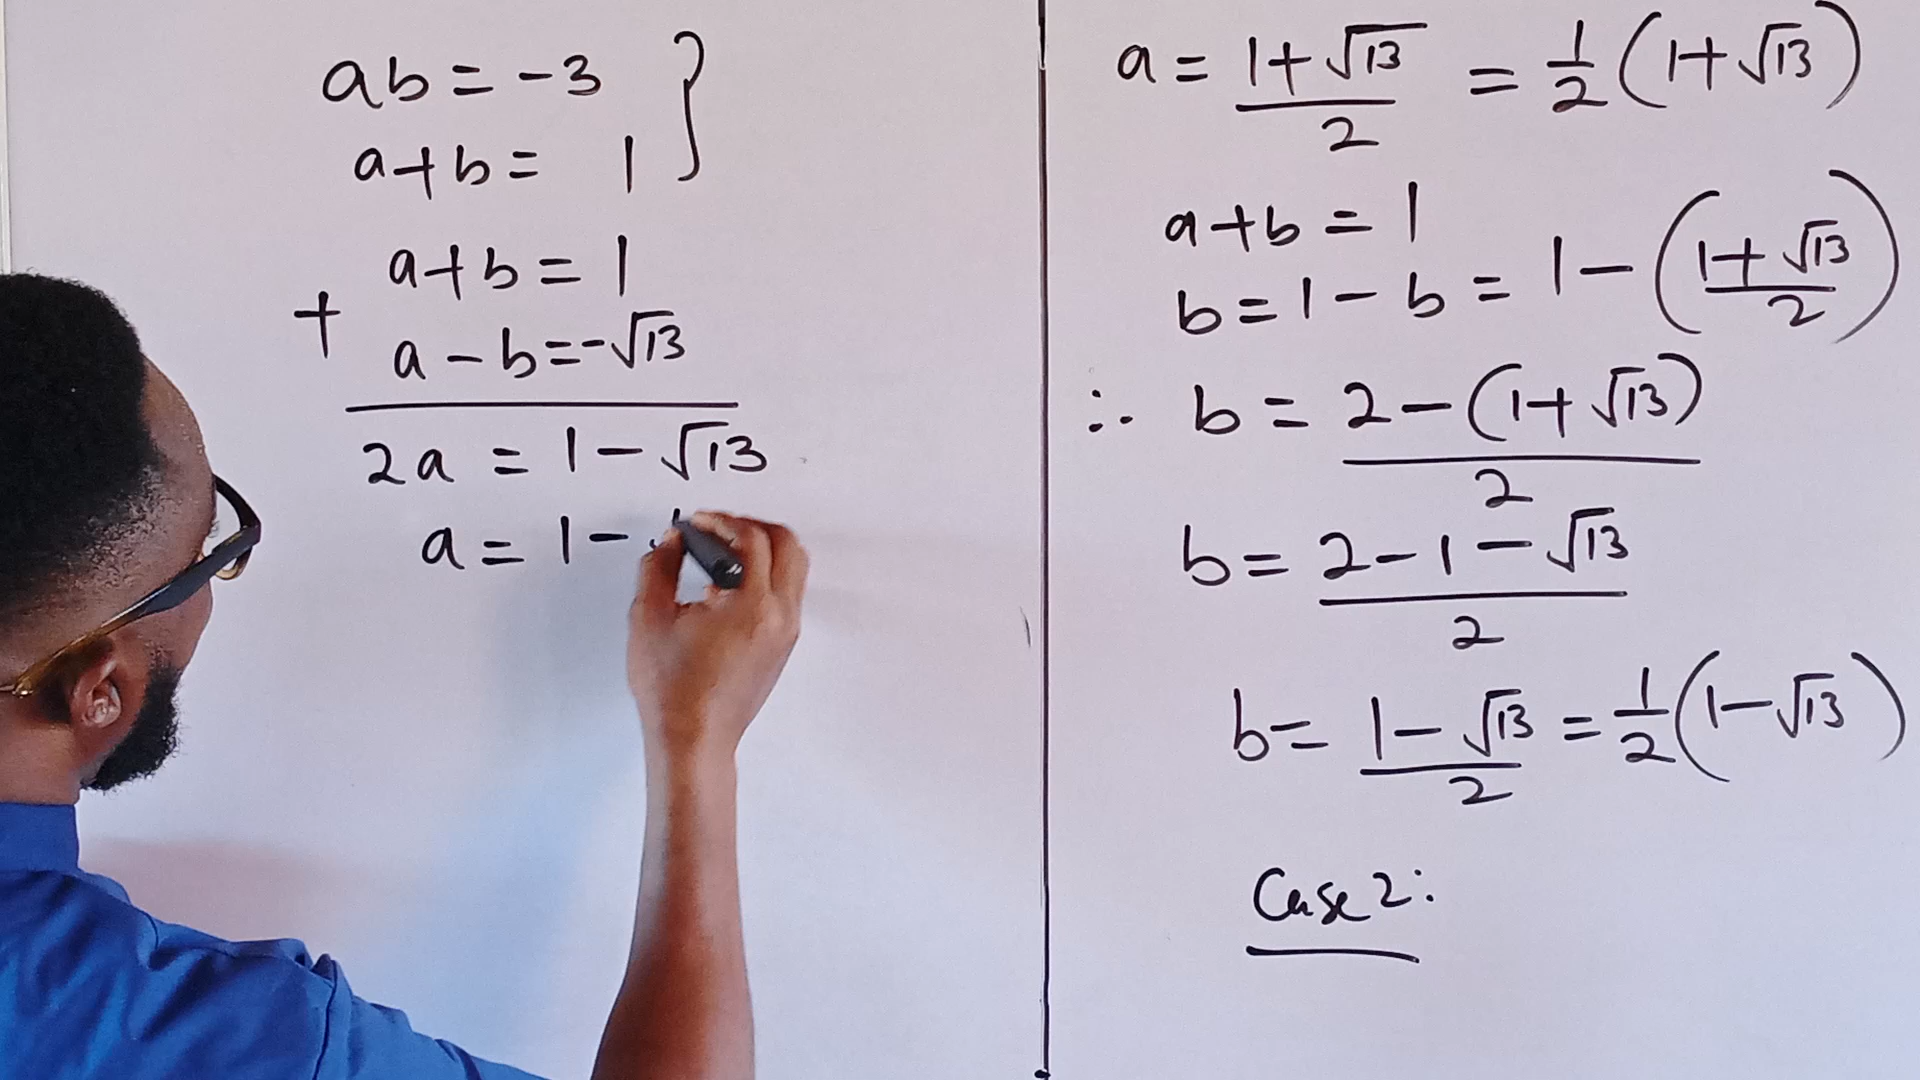 ab = -3
a+b = 1 }
a+b = 1
+ a - b = -√13
2a = 1 - √13
a = 1 -
a = (1+√13)/2 = 1/2 (1+√13)
a+b = 1
b = 1 - b = 1 - ((1+√13)/2)
∴ b = (2-(1+√13))/2
b = (2-1-√13)/2
b = (1-√13)/2 = 1/2 (1-√13)
Case 2: